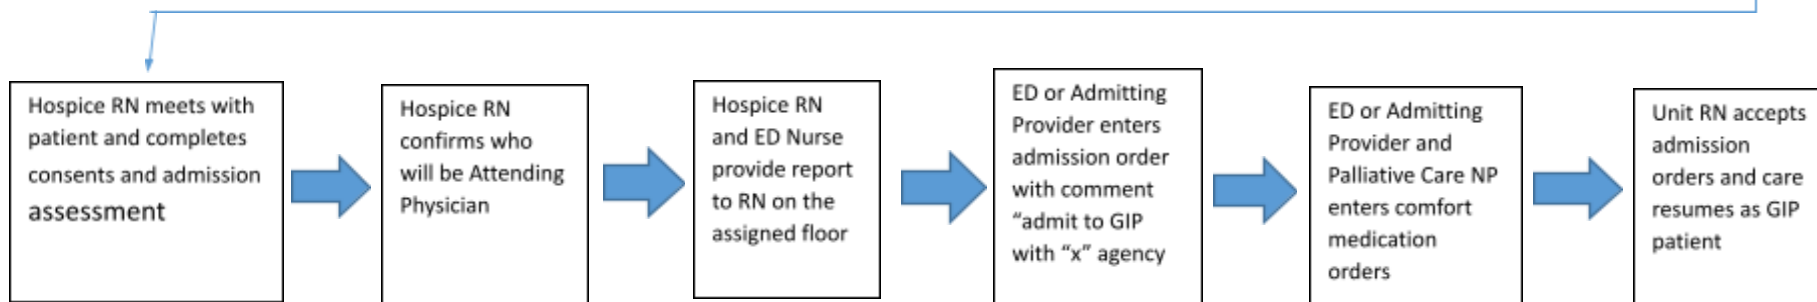 Hospice RN meets with
patient and completes
consents and admission
assessment
Hospice RN
confirms who
will be Attending
Physician
Hospice RN
and ED Nurse
provide report
to RN on the
assigned floor
ED or Admitting
Provider enters
admission order
with comment
“admit to GIP
with “x” agency
ED or Admitting
Provider and
Palliative Care NP
enters comfort
medication
orders
Unit RN accepts
admission
orders and care
resumes as GIP
patient